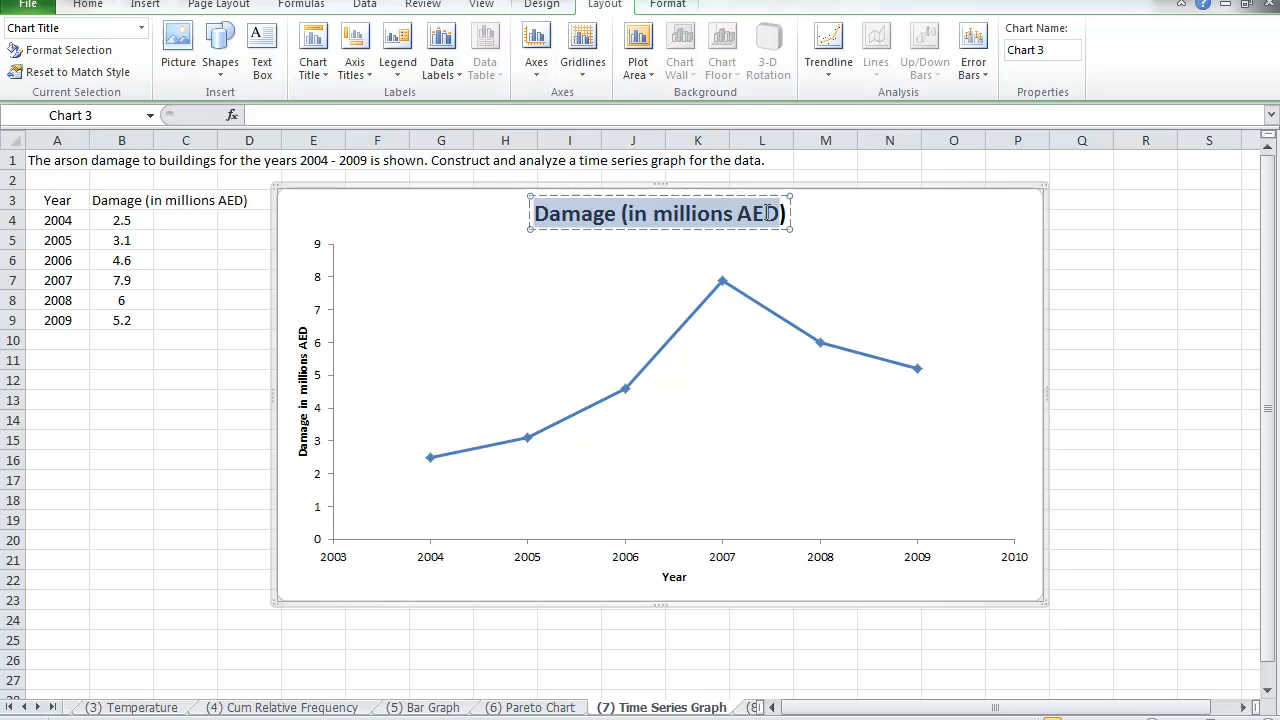 File Home Insert Page Layout Formulas Data Review View Design Layout Format
Chart Title
Format Selection
Reset to Match Style
Current Selection
Picture Shapes Text Box
Insert
Chart Title Axis Titles Legend Data Labels Data Table
Labels
Axes Gridlines
Axes
Plot Area Chart Wall Chart Floor 3-D Rotation
Background
Trendline Lines Up/Down Bars Error Bars
Analysis
Chart Name:
Chart 3
Properties
Chart 3 fx
A B C D E F G H I J K L M N O P Q R S
1 The arson damage to buildings for the years 2004 - 2009 is shown. Construct and analyze a time series graph for the data.
2
3 Year Damage (in millions AED)
4 2004 2.5
5 2005 3.1
6 2006 4.6
7 2007 7.9
8 2008 6
9 2009 5.2
10
11
12
13
14
15
16
17
18
19
20
21
22
23
24
25
26
27
Damage (in millions AED)
9
8
7
6
5
4
3
2
1
0
Damage in millions AED
2003 2004 2005 2006 2007 2008 2009 2010
Year
(3) Temperature (4) Cum Relative Frequency (5) Bar Graph (6) Pareto Chart (7) Time Series Graph (8